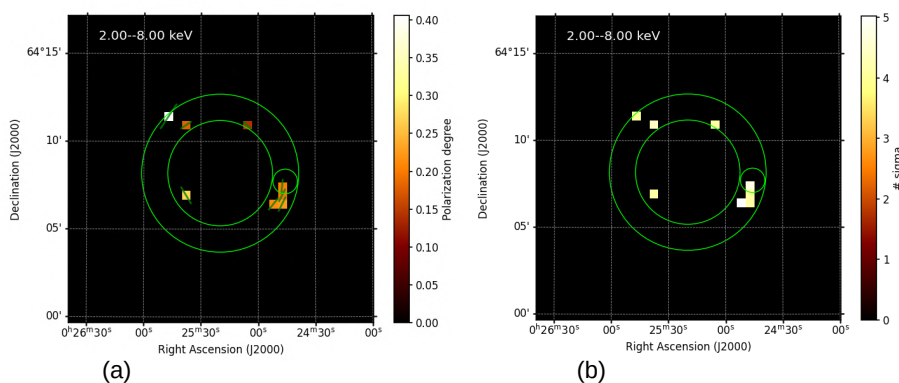 2.00--8.00 keV
64°15'
10'
05'
00'
0ʰ26ᵐ30ˢ 00ˢ 25ᵐ30ˢ 00ˢ 24ᵐ30ˢ 00ˢ
Right Ascension (J2000)
Declination (J2000)
0.40
0.35
0.30
0.25
0.20
0.15
0.10
0.05
0.00
Polarization degree
(a)
2.00--8.00 keV
64°15'
10'
05'
00'
0ʰ26ᵐ30ˢ 00ˢ 25ᵐ30ˢ 00ˢ 24ᵐ30ˢ 00ˢ
Right Ascension (J2000)
Declination (J2000)
5
4
3
2
1
0
# sigma
(b)